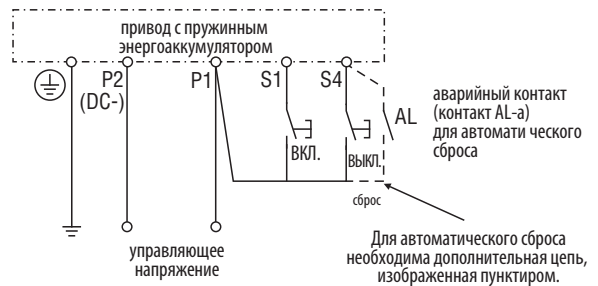 привод с пружинным
энергоаккумулятором
P2
(DC-)
P1
S1
S4
AL
ВКЛ.
ВЫКЛ.
аварийный контакт
(контакт AL-a)
для автомати ческого
сброса
сброс
управляющее
напряжение
Для автоматического сброса
необходима дополнительная цепь,
изображенная пунктиром.